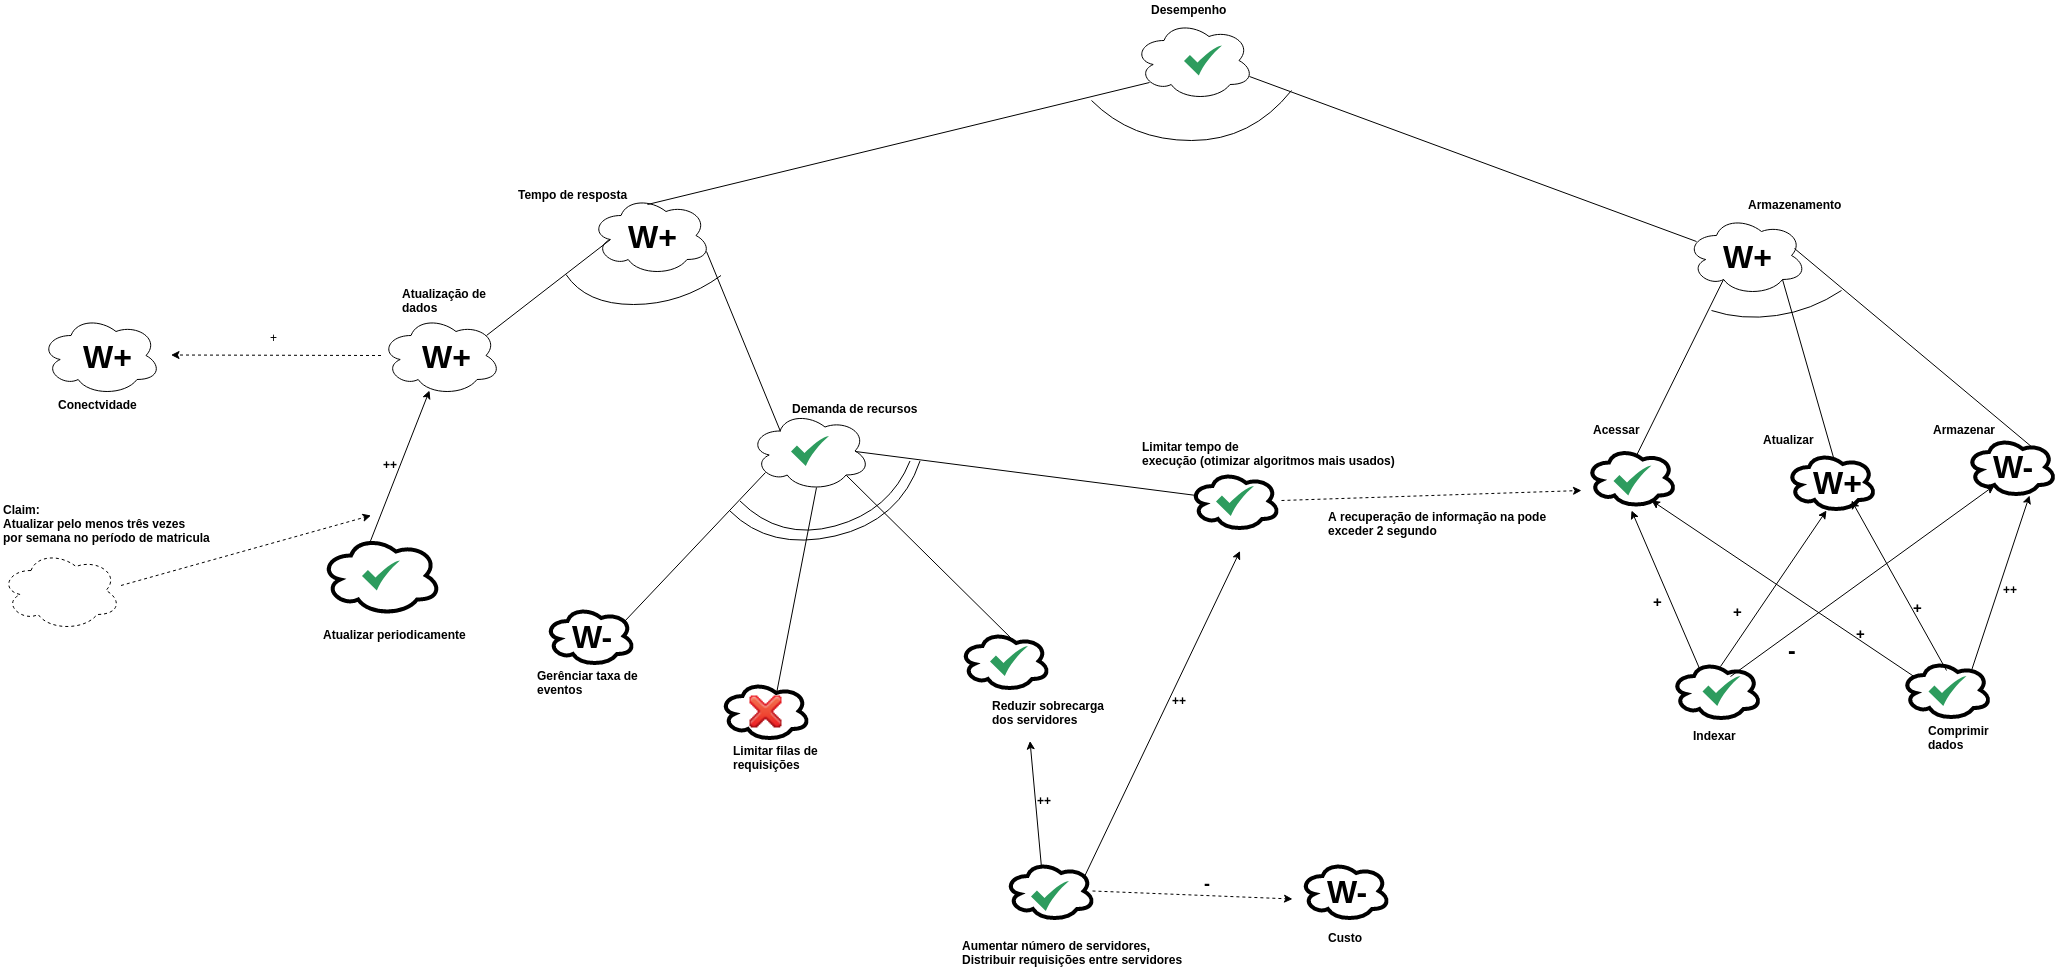 Desempenho
Tempo de resposta
W+
Armazenamento
W+
Atualização de
dados
W+
+
W+
Conectvidade
Demanda de recursos
++
Limitar tempo de
execução (otimizar algoritmos mais usados)
A recuperação de informação na pode
exceder 2 segundo
Acessar
Atualizar
W+
Armazenar
W-
Claim:
Atualizar pelo menos três vezes
por semana no período de matricula
Atualizar periodicamente
W-
Gerênciar taxa de
eventos
Limitar filas de
requisições
Reduzir sobrecarga
dos servidores
++
++
+
+
-
+
+
++
Indexar
Comprimir
dados
Aumentar número de servidores,
Distribuir requisições entre servidores
-
W-
Custo